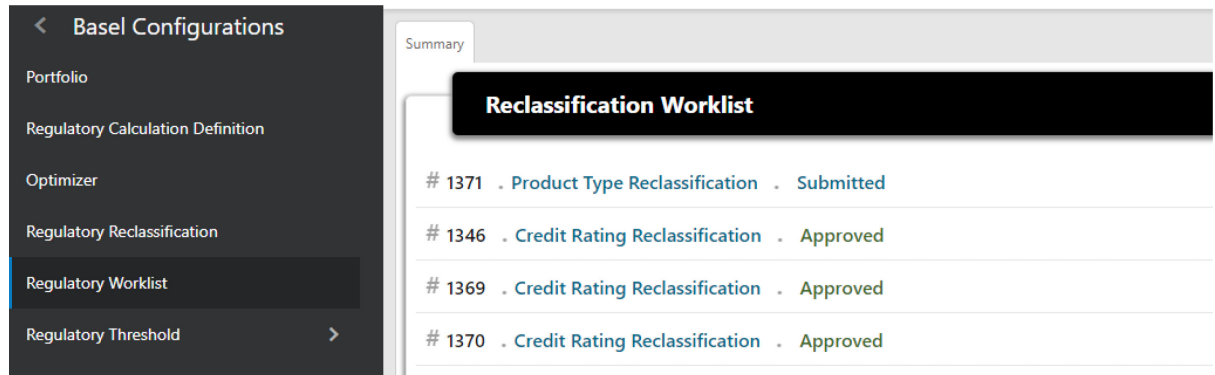 Basel Configurations
Portfolio
Regulatory Calculation Definition
Optimizer
Regulatory Reclassification
Regulatory Worklist
Regulatory Threshold
Summary
Reclassification Worklist
# 1371 . Product Type Reclassification . Submitted
# 1346 . Credit Rating Reclassification . Approved
# 1369 . Credit Rating Reclassification . Approved
# 1370 . Credit Rating Reclassification . Approved